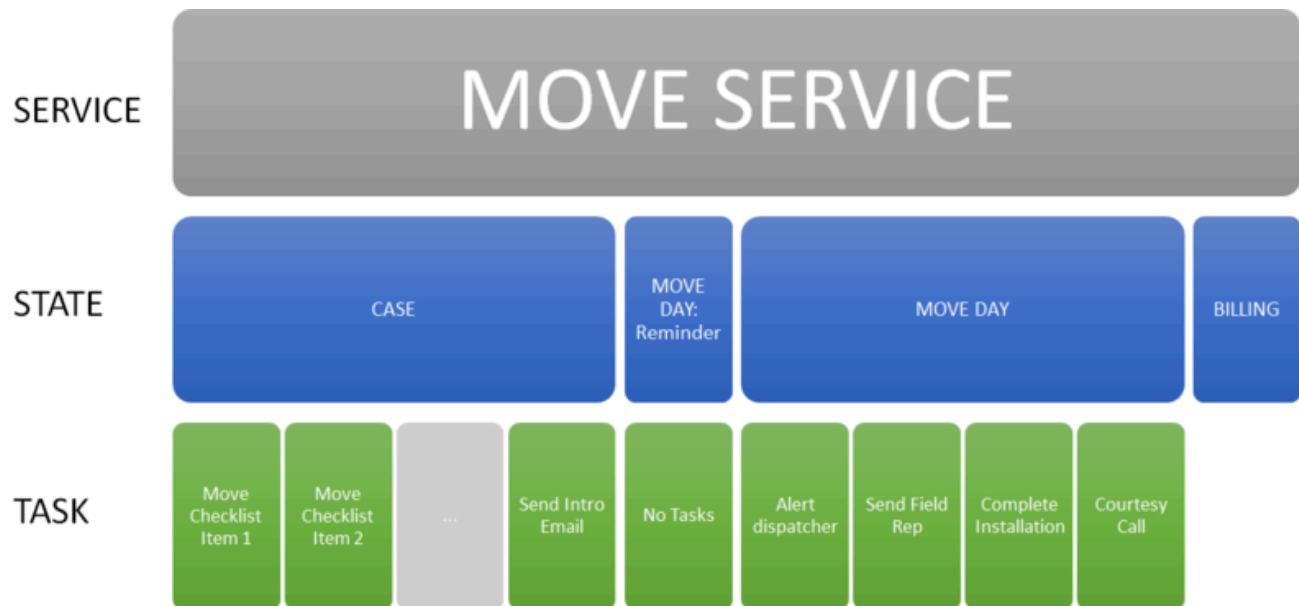 MOVE SERVICE
SERVICE
STATE
CASE
MOVE
DAY:
Reminder
MOVE DAY
BILLING
TASK
Move
Checklist
Item 1
Move
Checklist
Item 2
...
Send Intro
Email
No Tasks
Alert
dispatcher
Send Field
Rep
Complete
Installation
Courtesy
Call